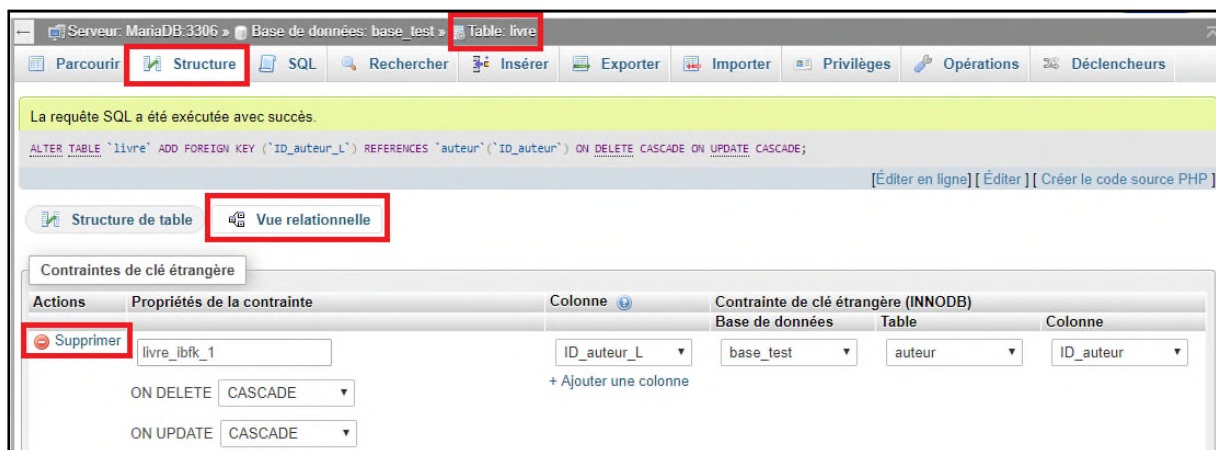 Serveur: MariaDB:3306 » Base de données: base_test » Table: livre
Parcourir Structure SQL Rechercher Insérer Exporter Importer Privilèges Opérations Déclencheurs
La requête SQL a été exécutée avec succès.
ALTER TABLE `livre` ADD FOREIGN KEY (`ID_auteur_L`) REFERENCES `auteur`(`ID_auteur`) ON DELETE CASCADE ON UPDATE CASCADE;
[Éditer en ligne] [ Éditer ] [ Créer le code source PHP ]
Structure de table Vue relationnelle
Contraintes de clé étrangère
Actions Propriétés de la contrainte Colonne Contrainte de clé étrangère (INNODB)
Base de données Table Colonne
Supprimer livre_ibfk_1 ID_auteur_L base_test auteur ID_auteur
+ Ajouter une colonne
ON DELETE CASCADE
ON UPDATE CASCADE